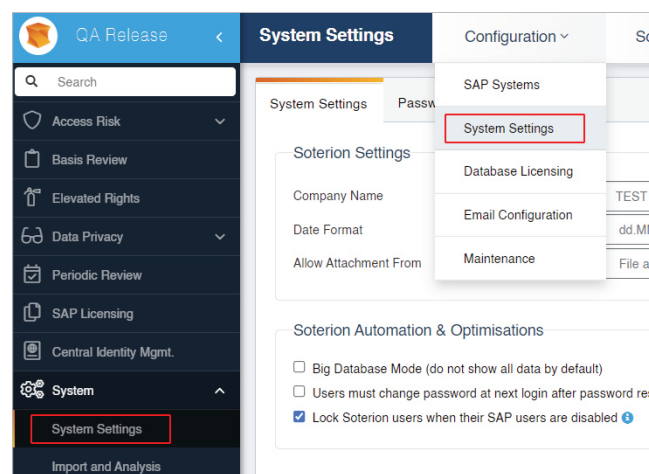 QA Release
Search
Access Risk
Basis Review
Elevated Rights
Data Privacy
Periodic Review
SAP Licensing
Central Identity Mgmt.
System
System Settings
Import and Analysis
System Settings
Configuration
System Settings
SAP Systems
System Settings
Database Licensing
Email Configuration
Maintenance
Soterion Settings
Company Name
TEST
Date Format
Allow Attachment From
File
Soterion Automation & Optimisations
Big Database Mode (do not show all data by default)
Users must change password at next login after password
Lock Soterion users when their SAP users are disabled